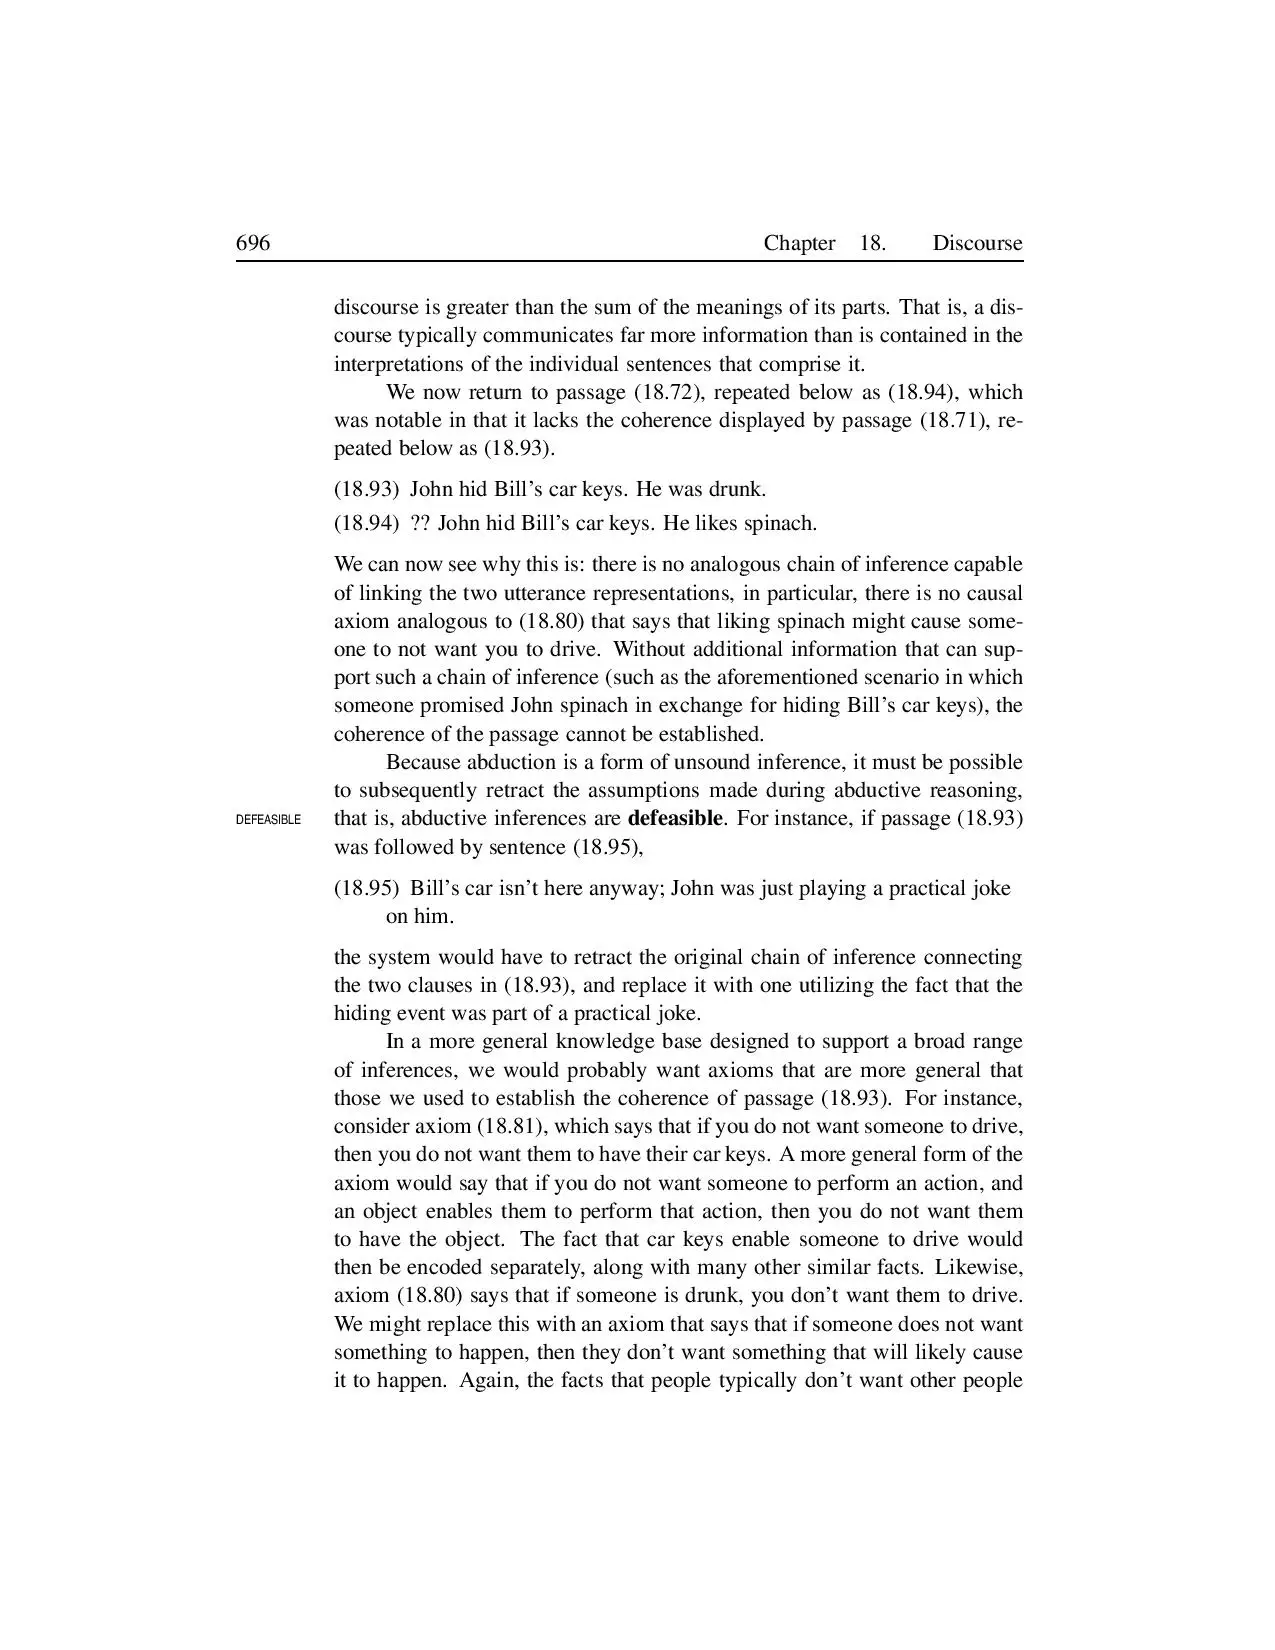 696 Chapter 18. Discourse
discourse is greater than the sum of the meanings of its parts. That is, a dis-
course typically communicates far more information than is contained in the
interpretations of the individual sentences that comprise it.
We now return to passage (18.72), repeated below as (18.94), which
was notable in that it lacks the coherence displayed by passage (18.71), re-
peated below as (18.93).
(18.93) John hid Bill's car keys. He was drunk.
(18.94) ?? John hid Bill's car keys. He likes spinach.
We can now see why this is: there is no analogous chain of inference capable
of linking the two utterance representations, in particular, there is no causal
axiom analogous to (18.80) that says that liking spinach might cause some-
one to not want you to drive. Without additional information that can sup-
port such a chain of inference (such as the aforementioned scenario in which
someone promised John spinach in exchange for hiding Bill's car keys), the
coherence of the passage cannot be established.
Because abduction is a form of unsound inference, it must be possible
to subsequently retract the assumptions made during abductive reasoning,
DEFEASIBLE that is, abductive inferences are defeasible. For instance, if passage (18.93)
was followed by sentence (18.95),
(18.95) Bill's car isn't here anyway; John was just playing a practical joke
on him.
the system would have to retract the original chain of inference connecting
the two clauses in (18.93), and replace it with one utilizing the fact that the
hiding event was part of a practical joke.
In a more general knowledge base designed to support a broad range
of inferences, we would probably want axioms that are more general that
those we used to establish the coherence of passage (18.93). For instance,
consider axiom (18.81), which says that if you do not want someone to drive,
then you do not want them to have their car keys. A more general form of the
axiom would say that if you do not want someone to perform an action, and
an object enables them to perform that action, then you do not want them
to have the object. The fact that car keys enable someone to drive would
then be encoded separately, along with many other similar facts. Likewise,
axiom (18.80) says that if someone is drunk, you don't want them to drive.
We might replace this with an axiom that says that if someone does not want
something to happen, then they don't want something that will likely cause
it to happen. Again, the facts that people typically don't want other people